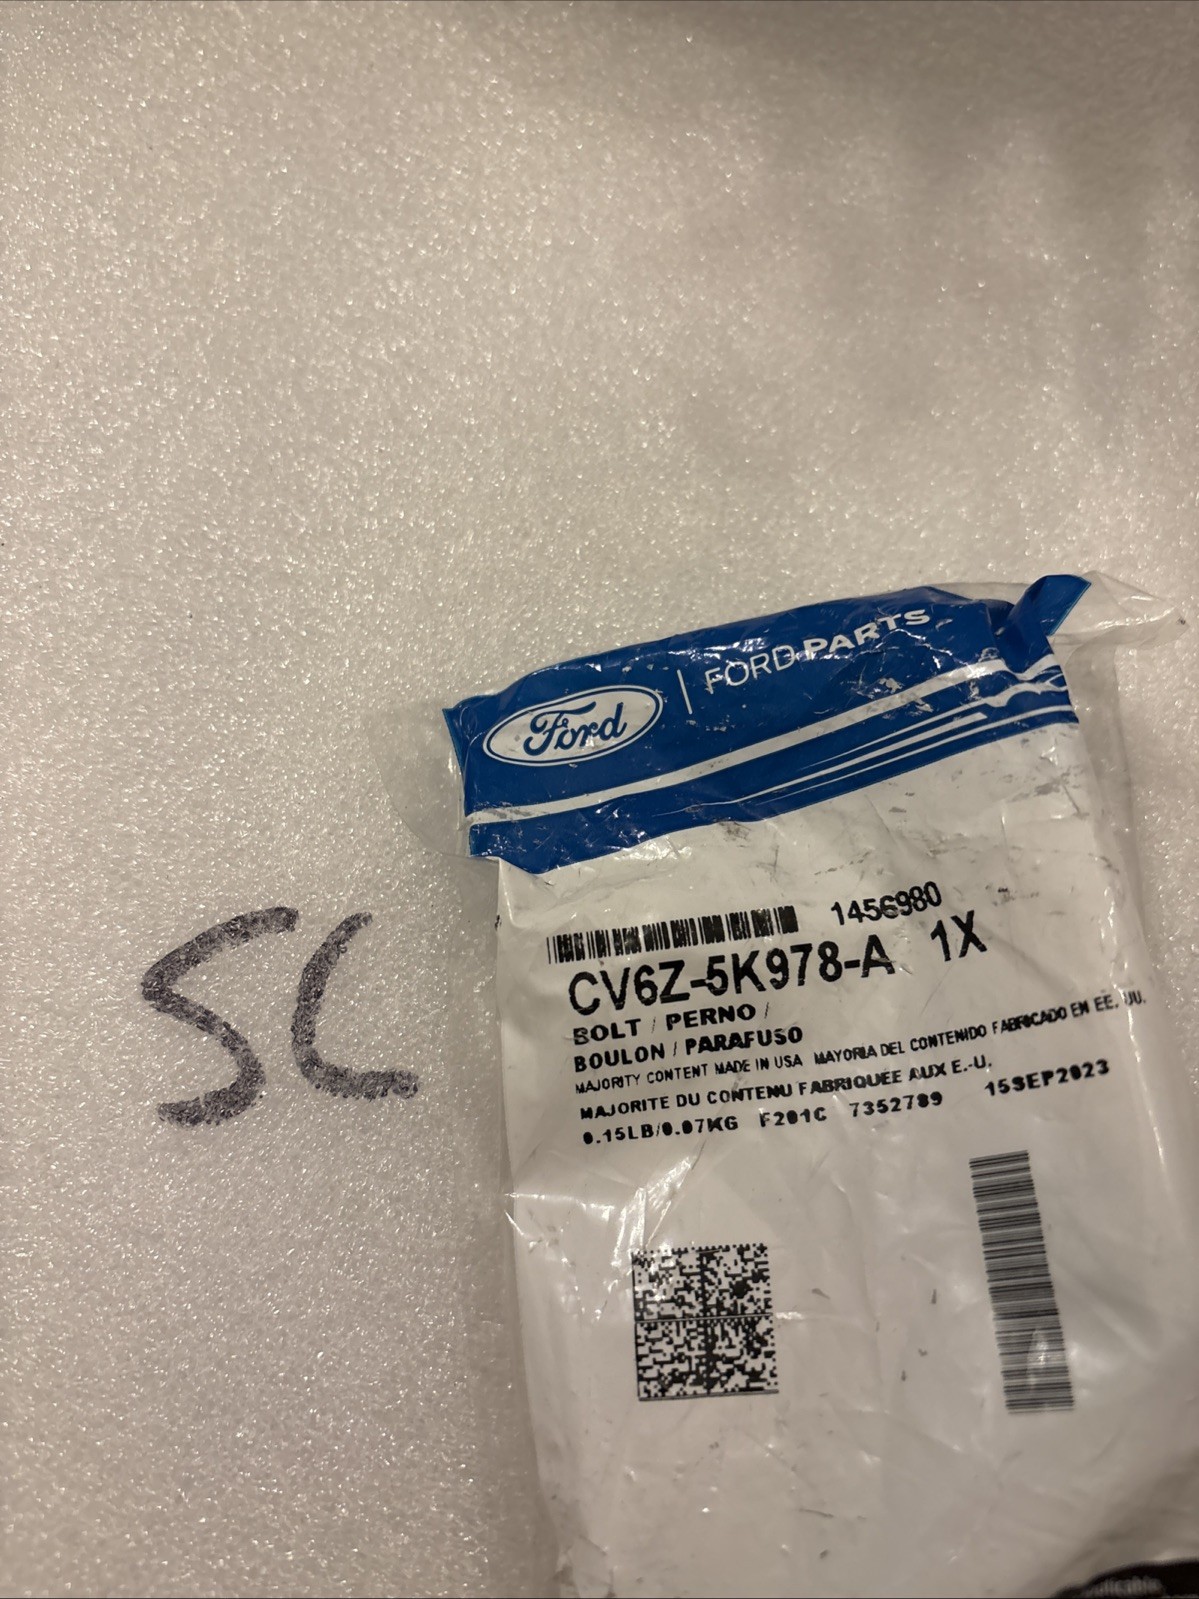 Ford | FORD PARTS
1456980
CV6Z-5K978-A 1X
BOLT / PERNO /
BOULON / PARAFUSO
MAJORITY CONTENT MADE IN USA MAYORIA DEL CONTENIDO FABRICADO EN EE. UU.
MAJORITE DU CONTENU FABRIQUEE AUX E.-U.
0.15LB/0.07KG F201C 7352789 15SEP2023
SC